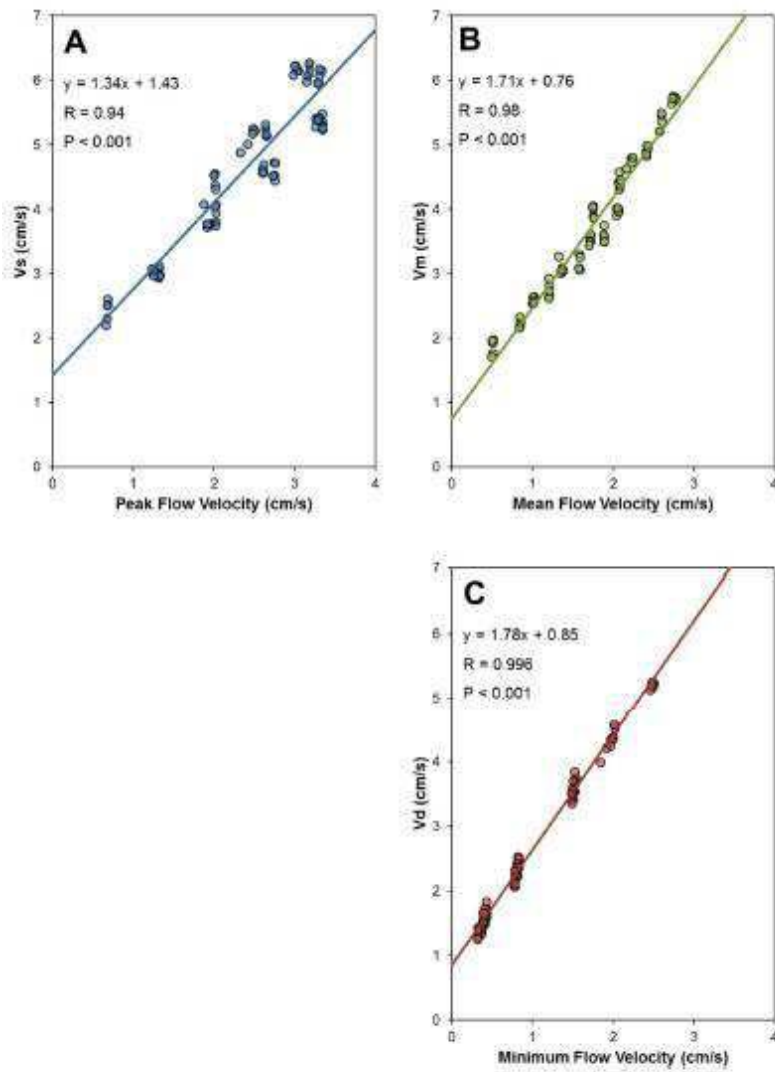 A
y = 1.34x + 1.43
R = 0.94
P < 0.001
7
6
5
4
3
2
1
0
Vs (cm/s)
0 1 2 3 4
Peak Flow Velocity (cm/s)
B
y = 1.71x + 0.76
R = 0.98
P < 0.001
7
6
5
4
3
2
1
0
Vm (cm/s)
0 1 2 3 4
Mean Flow Velocity (cm/s)
C
y = 1.78x + 0.85
R = 0.996
P < 0.001
7
6
5
4
3
2
1
0
Vd (cm/s)
0 1 2 3 4
Minimum Flow Velocity (cm/s)